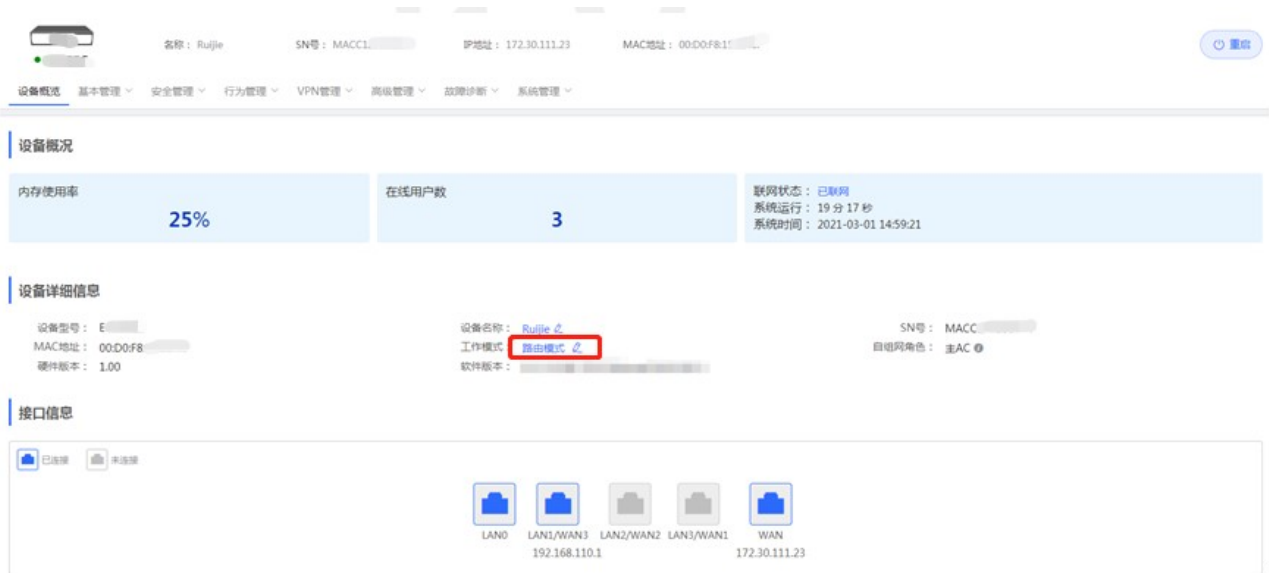 名称： Ruijie SN号： MACC1 IP地址： 172.30.111.23 MAC地址： 00:D0:F8:1 重启
设备概览 基本管理 安全管理 行为管理 VPN管理 高级管理 故障诊断 系统管理
设备概况
内存使用率 在线用户数 联网状态： 已联网
25% 3 系统运行： 19 分 17 秒
系统时间： 2021-03-01 14:59:21
设备详细信息
设备型号： E 设备名称： Ruijie SN号： MACC
MAC地址： 00:D0:F8 工作模式： 路由模式 自组网角色： 主AC
硬件版本： 1.00 软件版本：
接口信息
已连接 未连接
LAN0 LAN1/WAN3 LAN2/WAN2 LAN3/WAN1 WAN
192.168.110.1 172.30.111.23